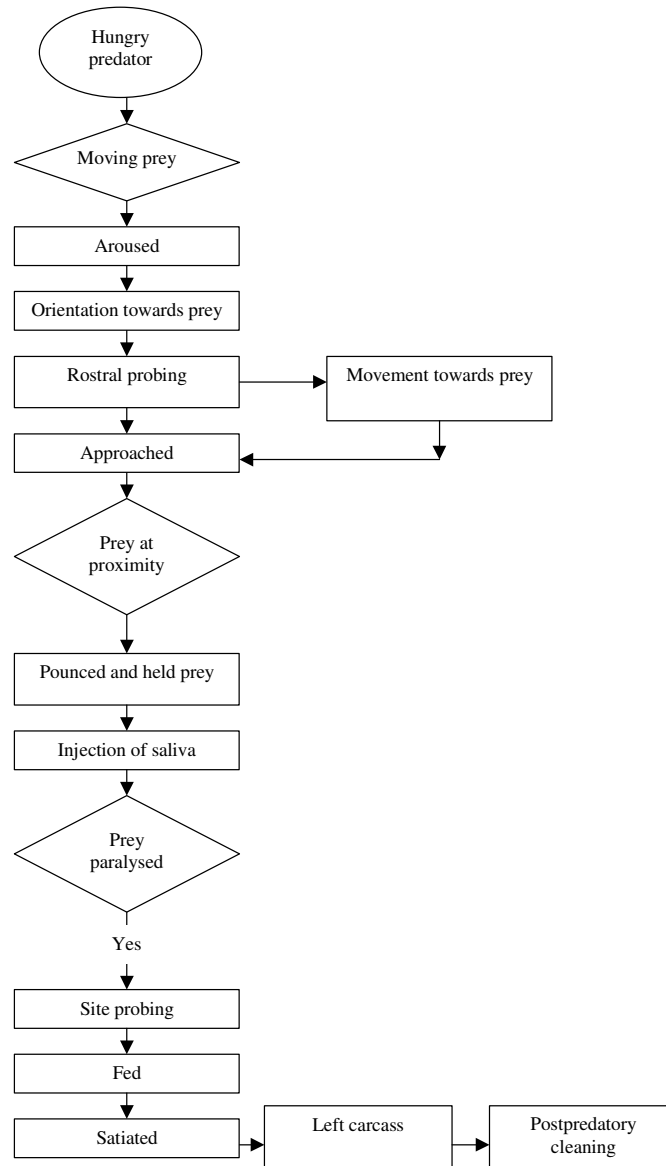 Hungry
predator
Moving prey
Aroused
Orientation towards prey
Rostral probing
Movement towards prey
Approached
Prey at
proximity
Pounced and held prey
Injection of saliva
Prey
paralysed
Yes
Site probing
Fed
Satiated
Left carcass
Postpredatory
cleaning